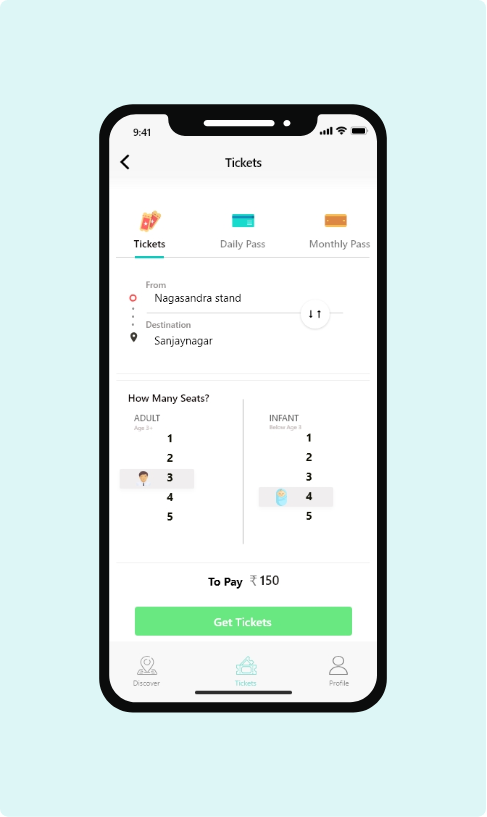 9:41
Tickets
Tickets
Daily Pass
Monthly Pass
From
Nagasandra stand
Destination
Sanjaynagar
How Many Seats?
ADULT
Age 3+
1
2
3
4
5
INFANT
Below Age 3
1
2
3
4
5
To Pay ₹ 150
Get Tickets
Discover
Tickets
Profile